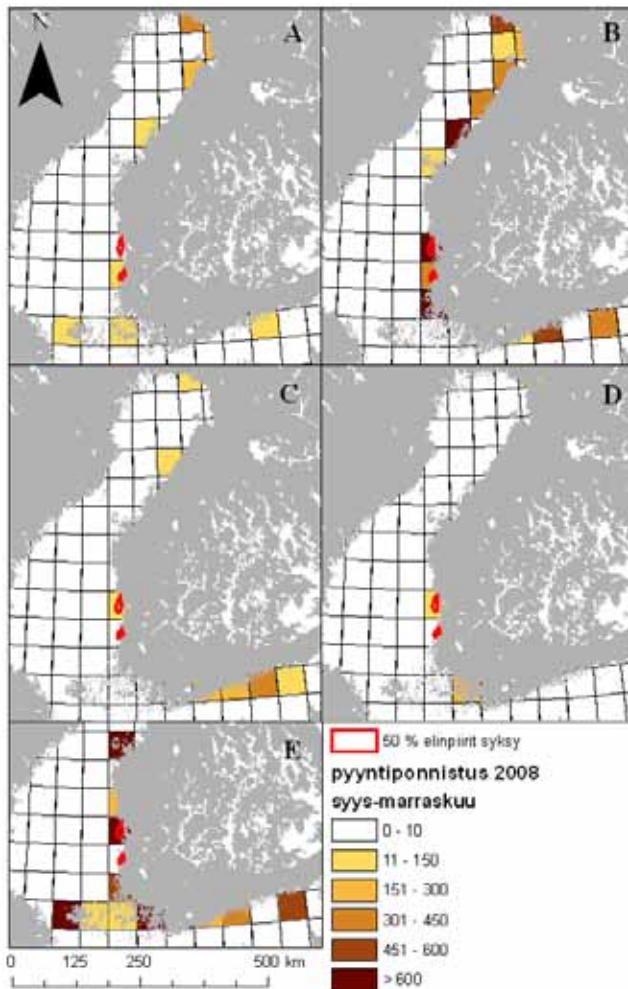 N
A
B
C
D
E
50 % elinpiirit syksy
pyyntiponnistus 2008
syys-marraskuu
0 - 10
11 - 150
151 - 300
301 - 450
451 - 600
> 600
0 125 250 500 km